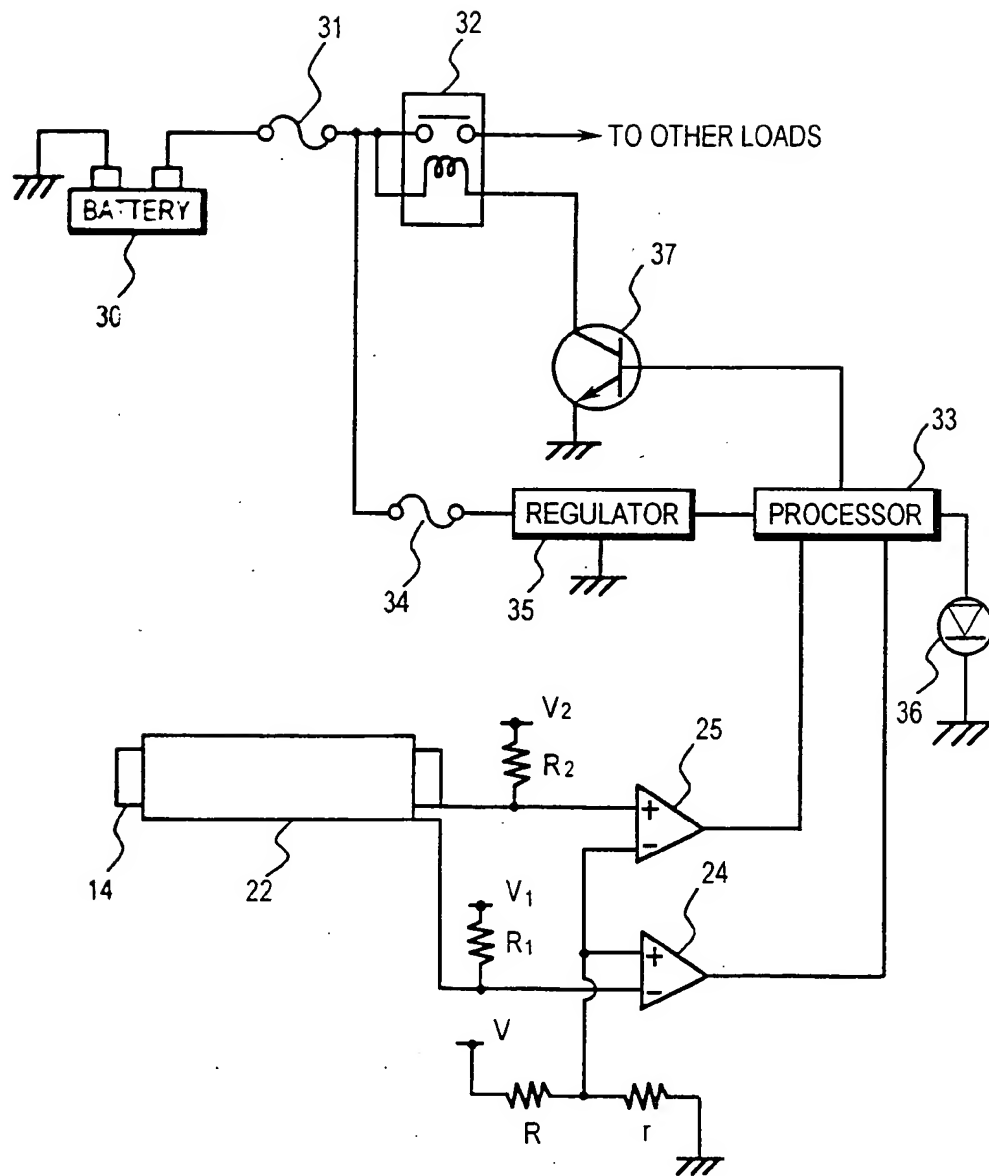 31
32
TO OTHER LOADS
BATTERY
30
37
33
REGULATOR
PROCESSOR
34
35
36
V2
R2
25
+
−
14
22
V1
R1
24
+
−
V
R
r